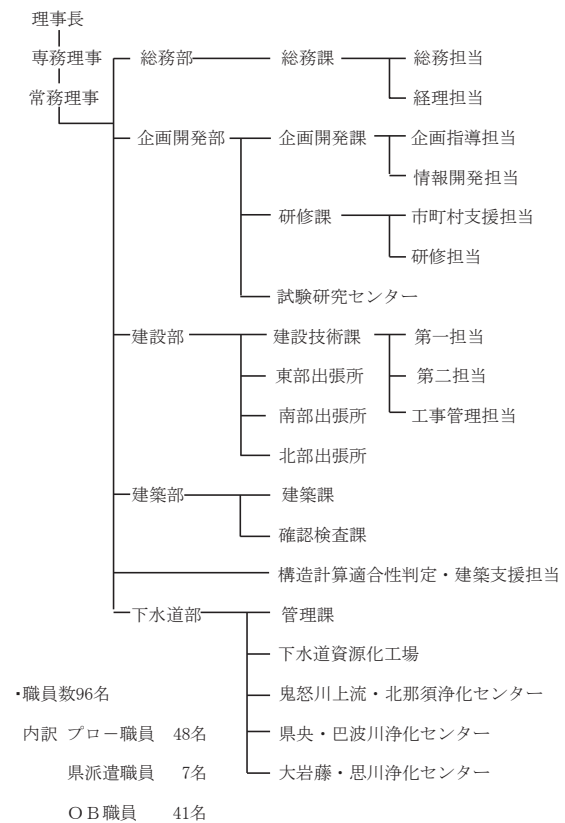 理事長
専務理事 総務部 総務課 総務担当
常務理事 経理担当
企画開発部 企画開発課 企画指導担当
情報開発担当
研修課 市町村支援担当
研修担当
試験研究センター
建設部 建設技術課 第一担当
東部出張所 第二担当
南部出張所 工事管理担当
北部出張所
建築部 建築課
確認検査課
構造計算適合性判定・建築支援担当
下水道部 管理課
下水道資源化工場
・職員数96名 鬼怒川上流・北那須浄化センター
内訳 プロー職員 48名 県央・巴波川浄化センター
県派遣職員 7名 大岩藤・思川浄化センター
ＯＢ職員 41名